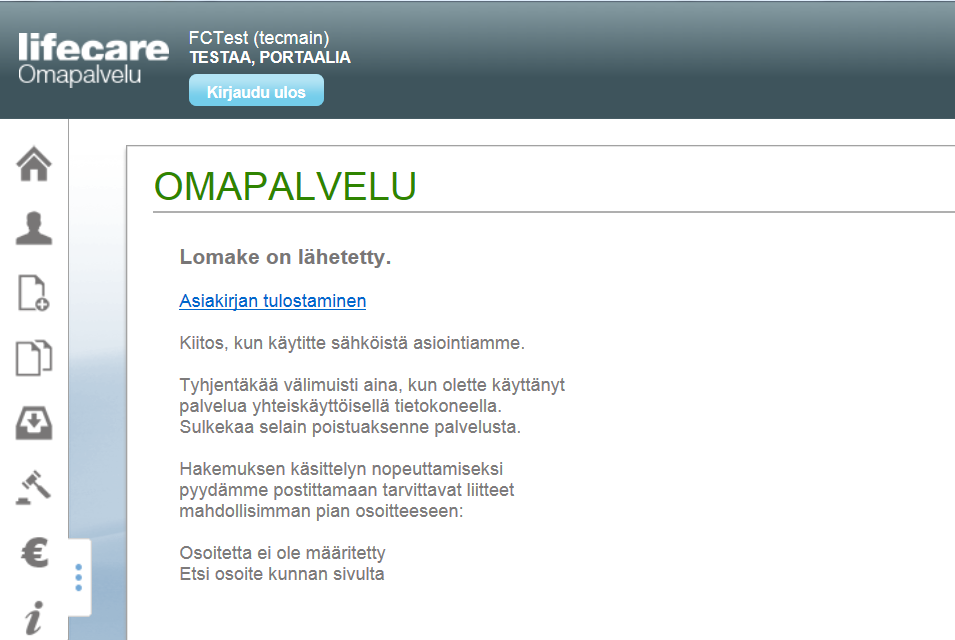 lifecare
Omapalvelu
FCTest (tecmain)
TESTAA, PORTAALIA
Kirjaudu ulos
OMAPALVELU
Lomake on lähetetty.
Asiakirjan tulostaminen
Kiitos, kun käytitte sähköistä asiointiamme.
Tyhjentäkää välimuisti aina, kun olette käyttänyt
palvelua yhteiskäyttöisellä tietokoneella.
Sulkekaa selain poistuaksenne palvelusta.
Hakemuksen käsittelyn nopeuttamiseksi
pyydämme postittamaan tarvittavat liitteet
mahdollisimman pian osoitteeseen:
Osoitetta ei ole määritetty
Etsi osoite kunnan sivulta